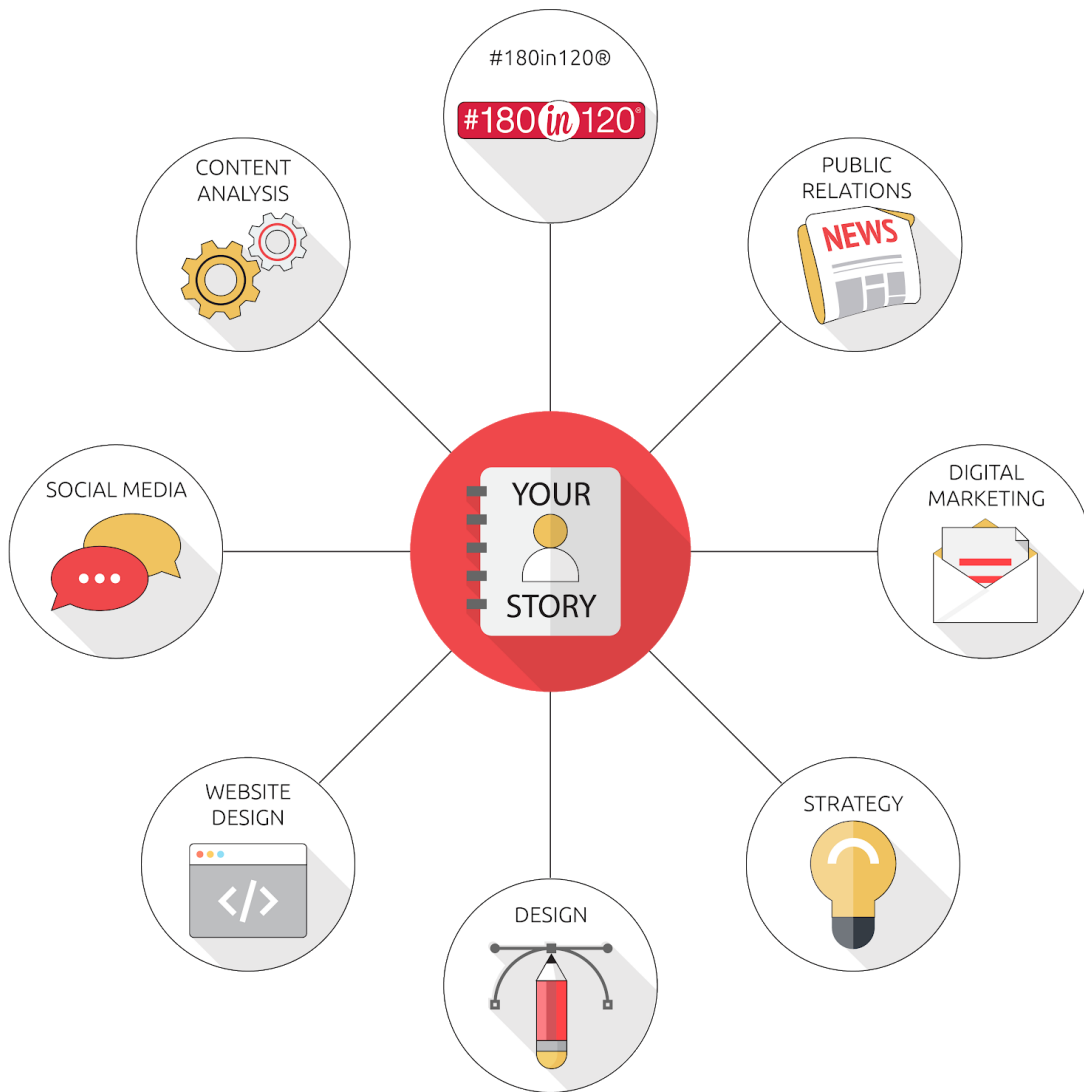 #180in120®
#180in120®
CONTENT
ANALYSIS
PUBLIC
RELATIONS
NEWS
SOCIAL MEDIA
YOUR
STORY
DIGITAL
MARKETING
WEBSITE
DESIGN
</>
STRATEGY
DESIGN